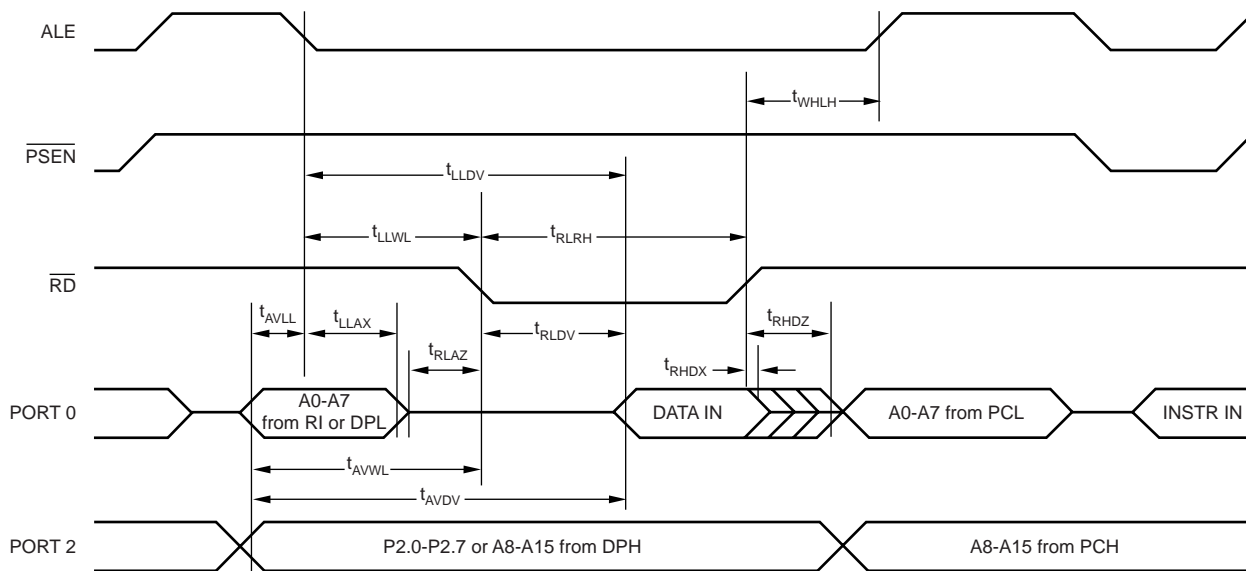 ALE
tWHLH
PSEN
tLLDV
tLLWL
tRLRH
RD
tAVLL
tLLAX
tRLDV
tRHDZ
tRLAZ
tRHDX
PORT 0
A0-A7
from RI or DPL
DATA IN
A0-A7 from PCL
INSTR IN
tAVWL
tAVDV
PORT 2
P2.0-P2.7 or A8-A15 from DPH
A8-A15 from PCH